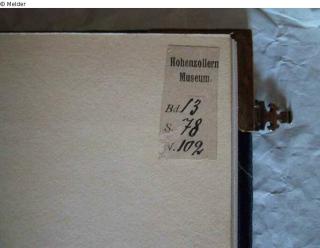 © Melder
Hohenzollern
Museum.
Bd. 13
S. 78
N. 102